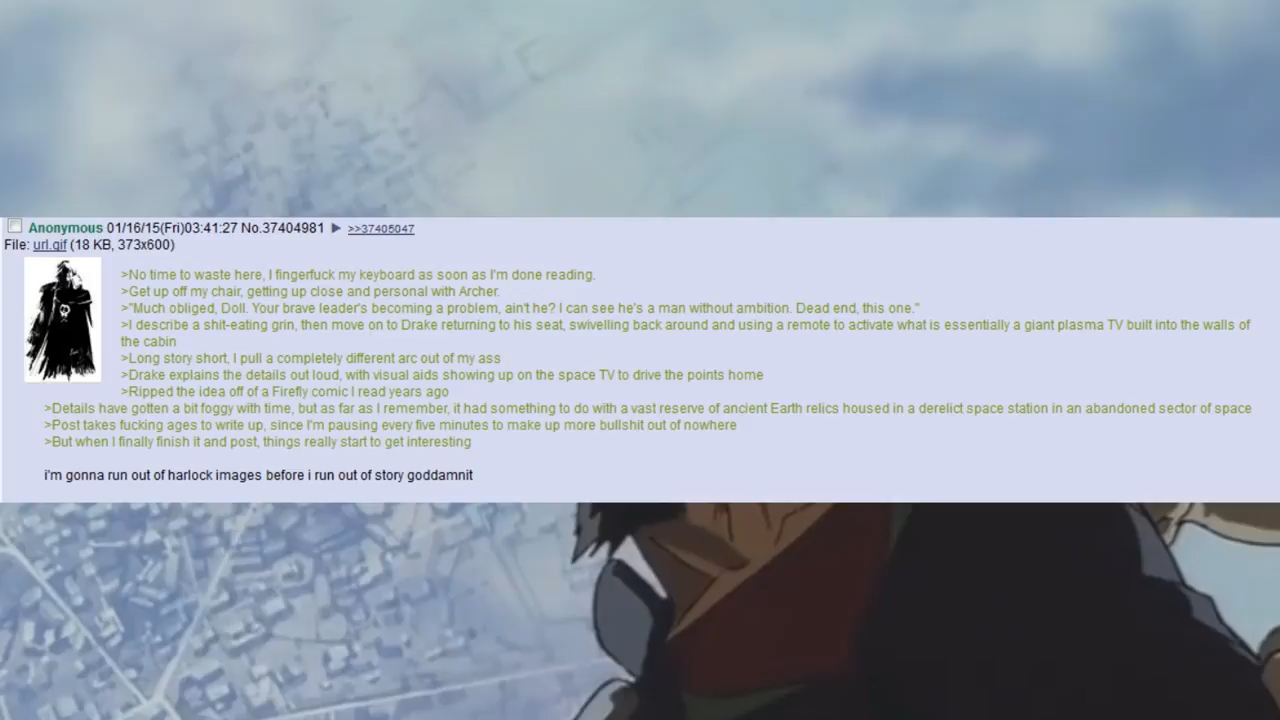 Anonymous 01/16/15(Fri)03:41:27 No.37404981 ▶ >>37405047
File: url.gif (18 KB, 373x600)
>No time to waste here, I fingerfuck my keyboard as soon as I'm done reading.
>Get up off my chair, getting up close and personal with Archer.
>"Much obliged, Doll. Your brave leader's becoming a problem, ain't he? I can see he's a man without ambition. Dead end, this one."
>I describe a shit-eating grin, then move on to Drake returning to his seat, swivelling back around and using a remote to activate what is essentially a giant plasma TV built into the walls of
the cabin
>Long story short, I pull a completely different arc out of my ass
>Drake explains the details out loud, with visual aids showing up on the space TV to drive the points home
>Ripped the idea off of a Firefly comic I read years ago
>Details have gotten a bit foggy with time, but as far as I remember, it had something to do with a vast reserve of ancient Earth relics housed in a derelict space station in an abandoned sector of space
>Post takes fucking ages to write up, since I'm pausing every five minutes to make up more bullshit out of nowhere
>But when I finally finish it and post, things really start to get interesting
i'm gonna run out of harlock images before i run out of story goddamnit